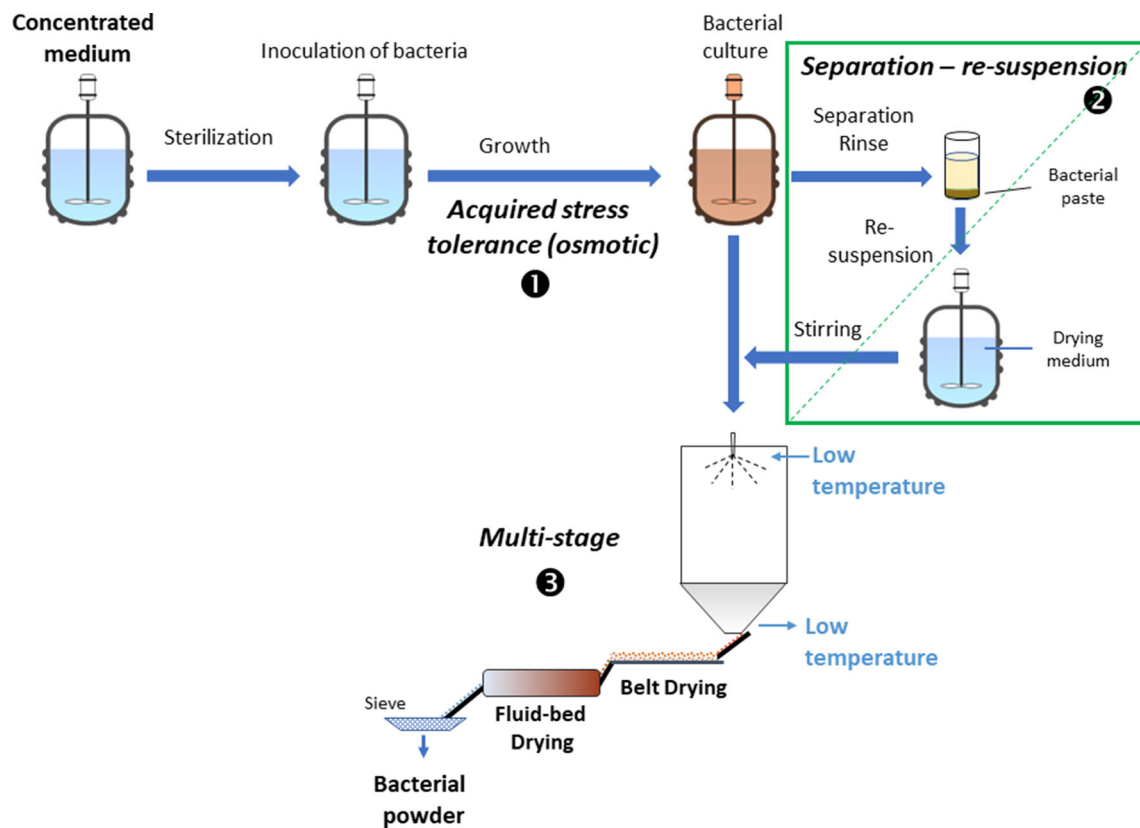 Concentrated
medium
Sterilization
Inoculation of bacteria
Growth
Acquired stress
tolerance (osmotic)
❶
Bacterial
culture
Separation – re-suspension
❷
Separation
Rinse
Bacterial
paste
Re-
suspension
Stirring
Drying
medium
Low
temperature
Multi-stage
❸
Low
temperature
Belt Drying
Fluid-bed
Drying
Sieve
Bacterial
powder